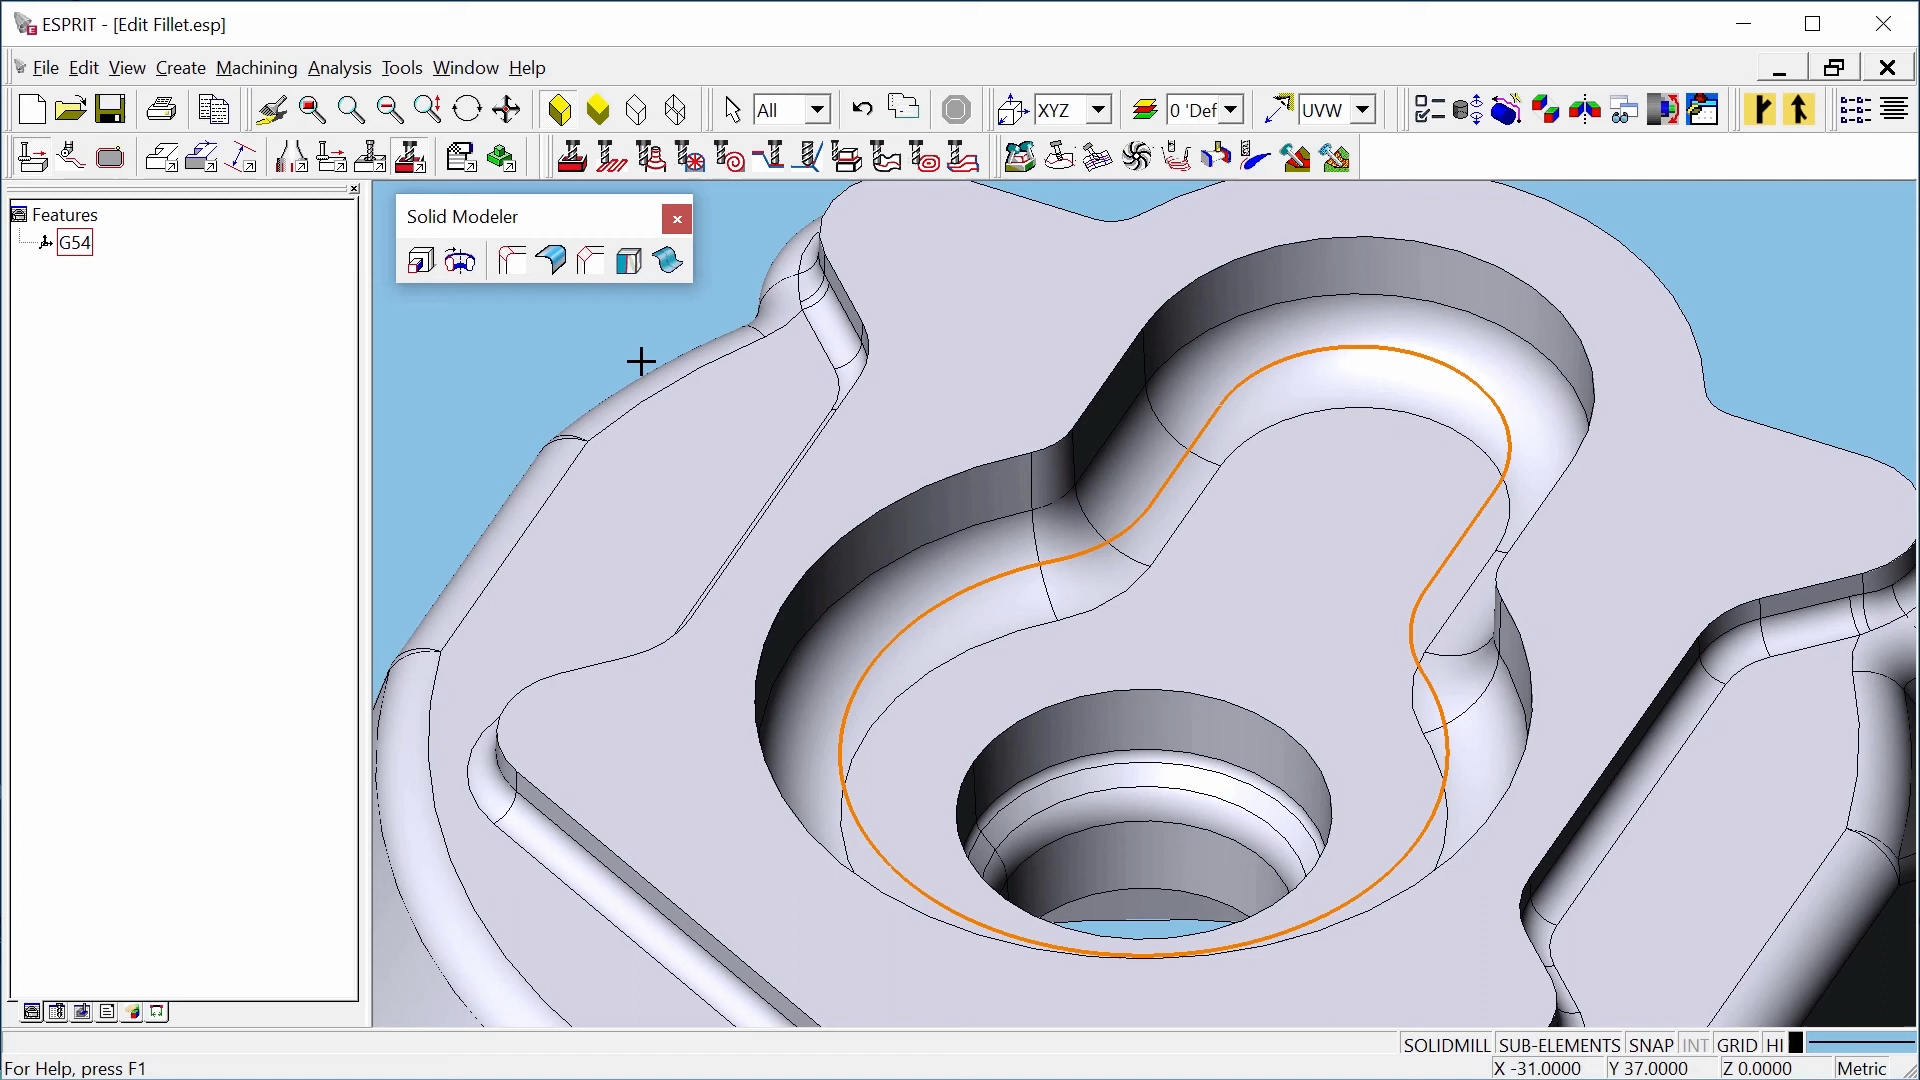 ESPRIT - [Edit Fillet.esp]
File Edit View Create Machining Analysis Tools Window Help
All XYZ 0 'Def UVW
Features
G54
Solid Modeler
SOLIDMILL SUB-ELEMENTS SNAP INT GRID HI
For Help, press F1 X -31.0000 Y 37.0000 Z 0.0000 Metric